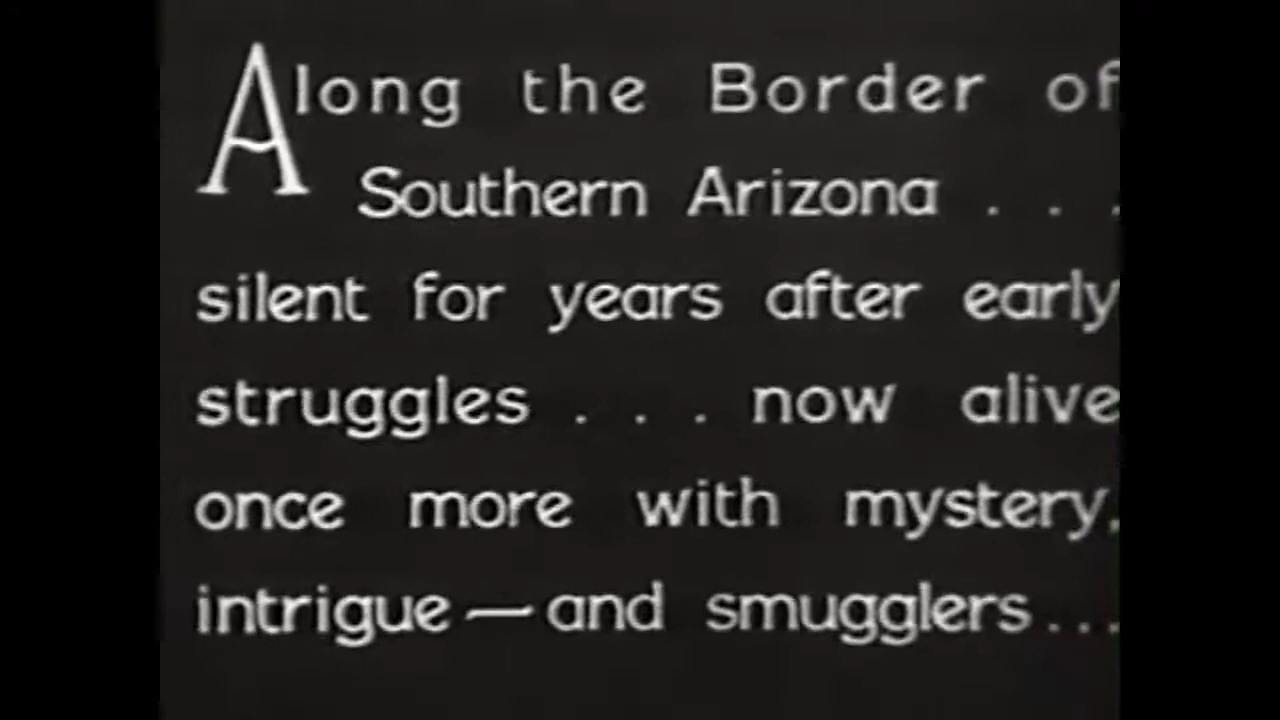 Along the Border of
Southern Arizona . . .
silent for years after early
struggles . . . now alive
once more with mystery,
intrigue — and smugglers...